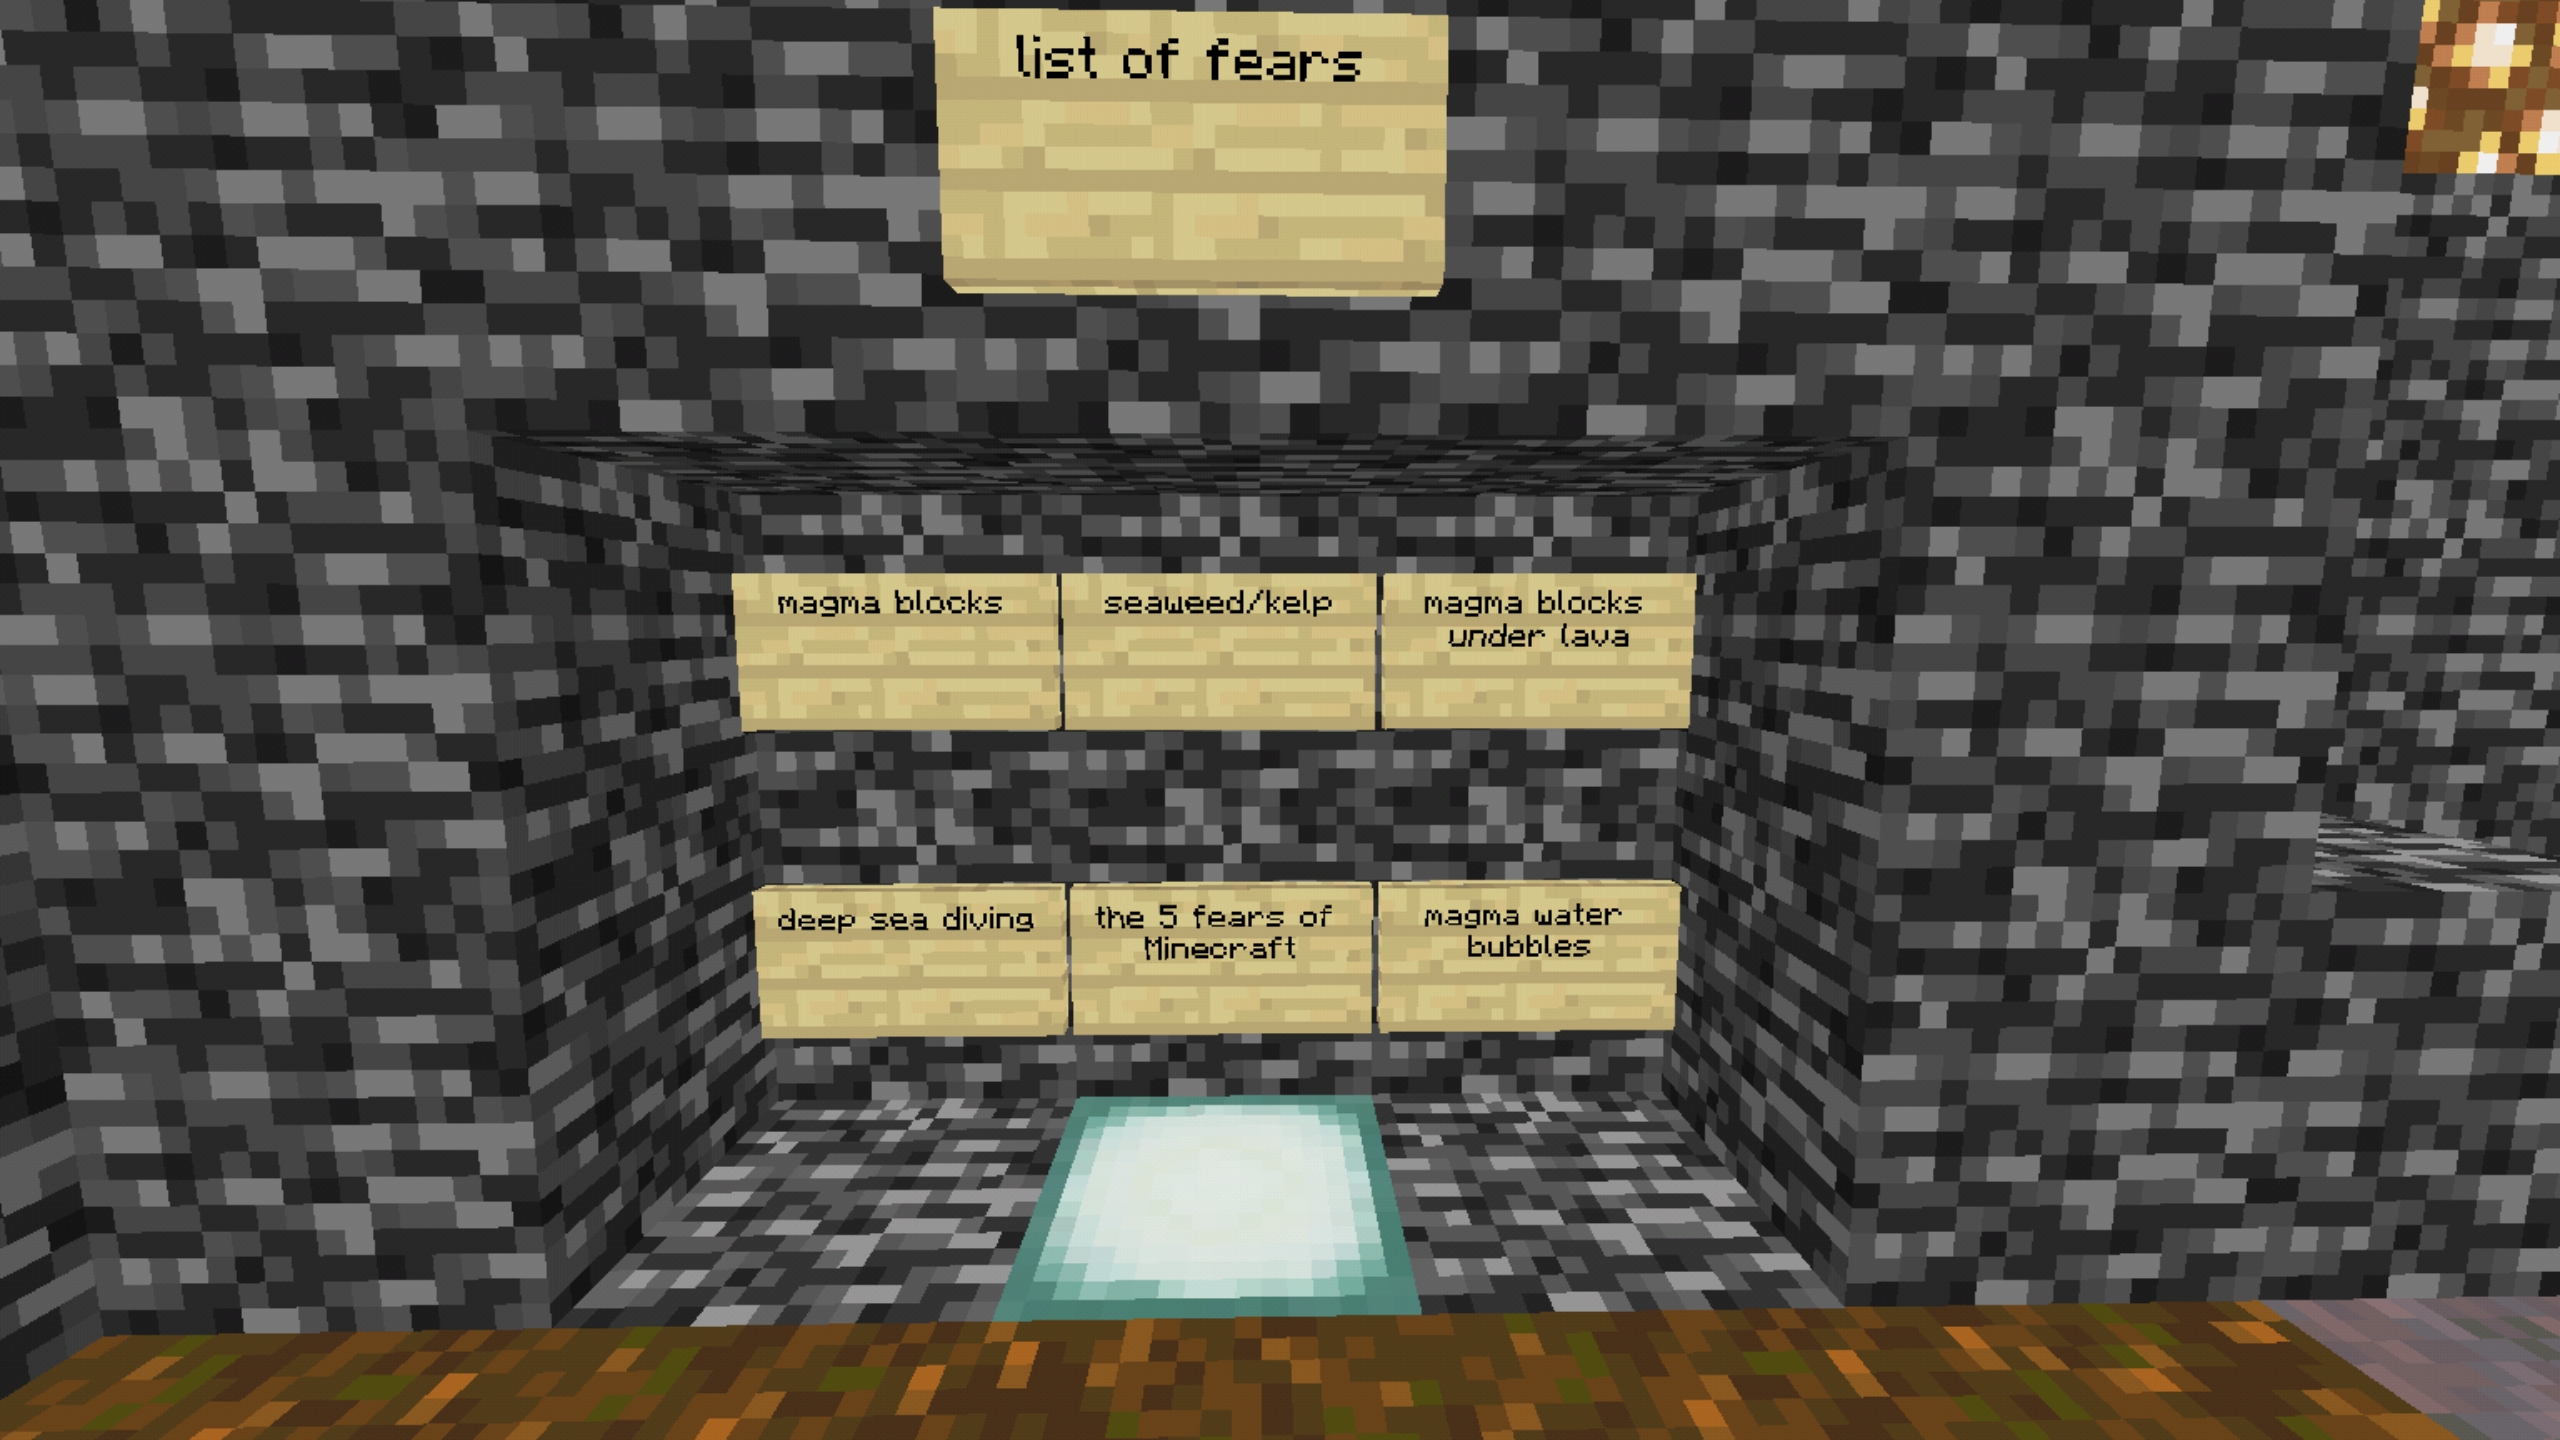 list of fears
magma blocks
seaweed/kelp
magma blocks
under lava
deep sea diving
the 5 fears of
Minecraft
magma water
bubbles